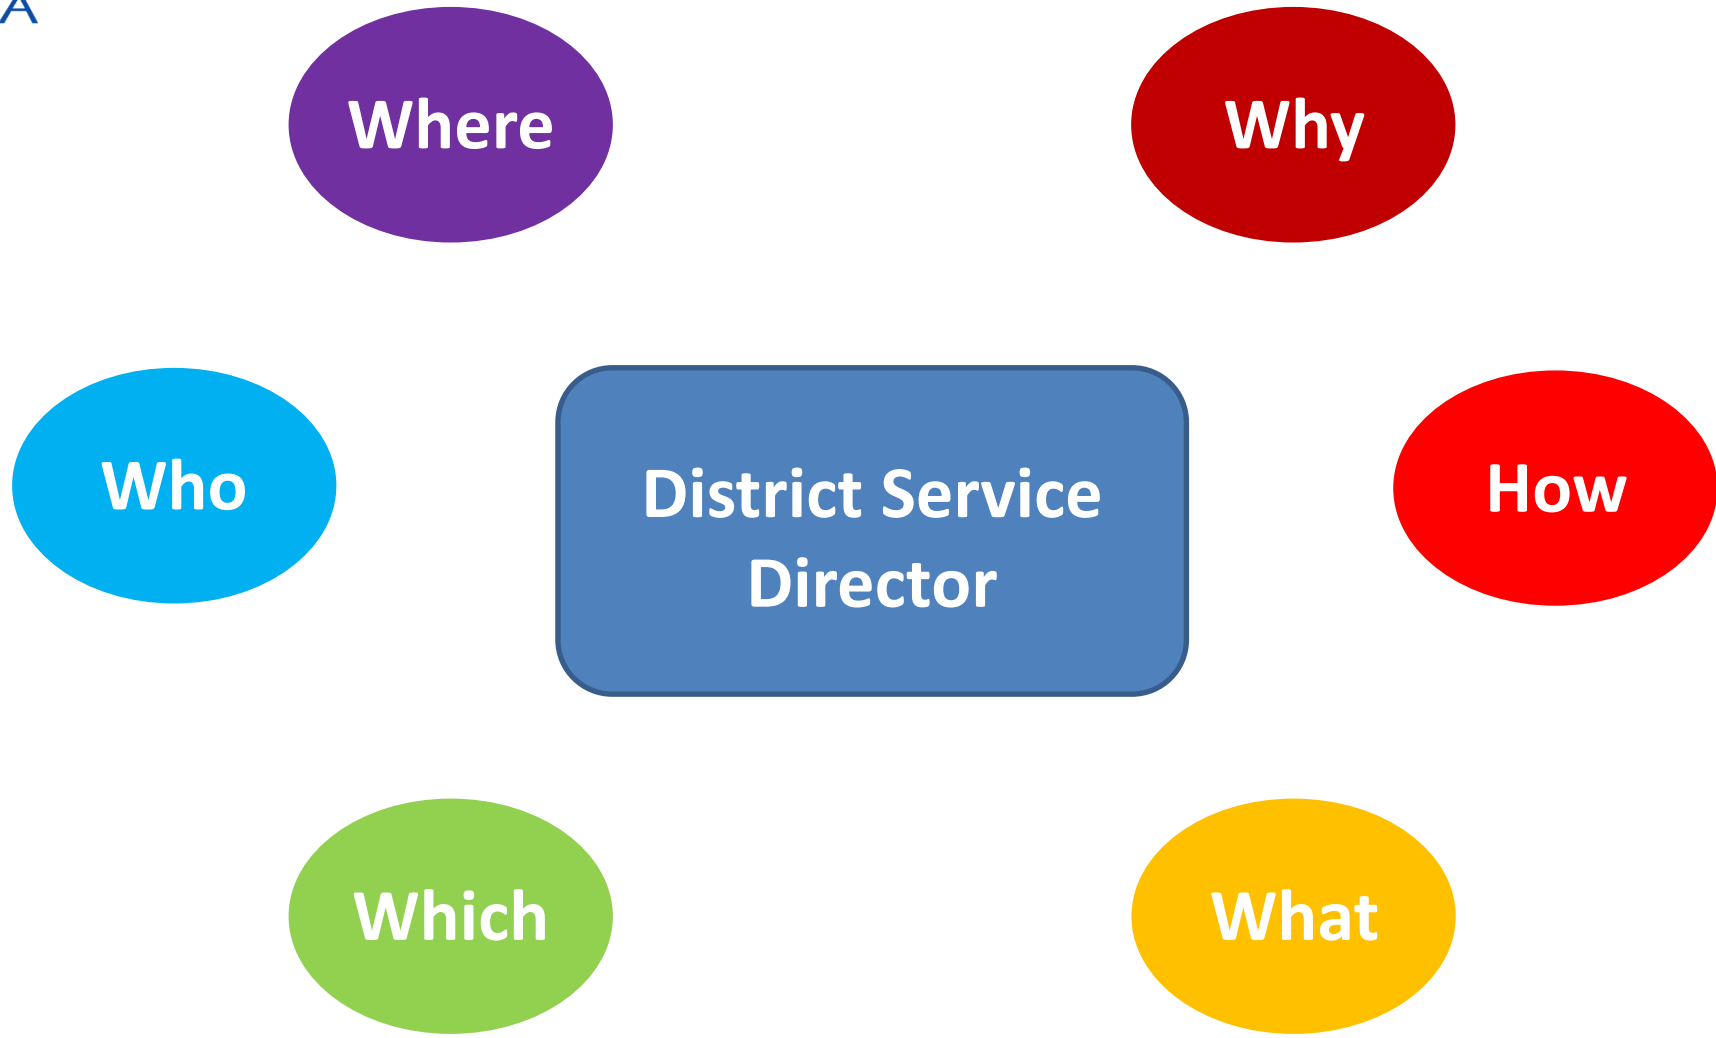 A
Where
Why
Who
District Service
Director
How
Which
What